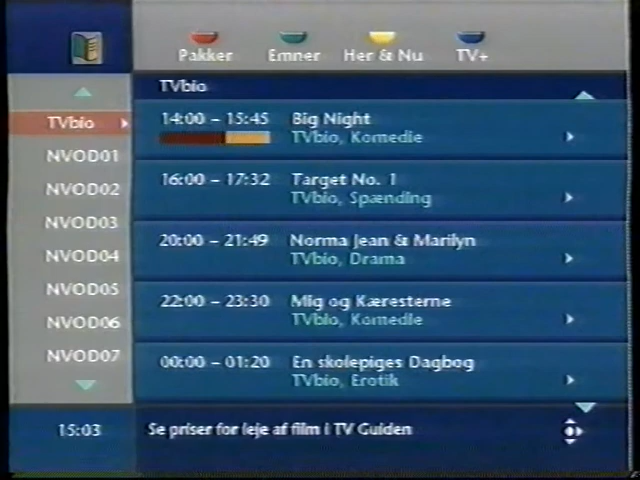 Pakker
Emner
Her & Nu
TV+
TVbio
TVbio
14:00 – 15:45 Big Night
TVbio, Komedie
NVOD01
16:00 – 17:32 Target No. 1
NVOD02
TVbio, Spænding
NVOD03
20:00 – 21:49 Norma Jean & Marilyn
NVOD04
TVbio, Drama
NVOD05
22:00 – 23:30 Mig og Kæresterne
NVOD06
TVbio, Komedie
NVOD07
00:00 – 01:20 En skolepiges Dagbog
TVbio, Erotik
15:03
Se priser for leje af film i TV Guiden